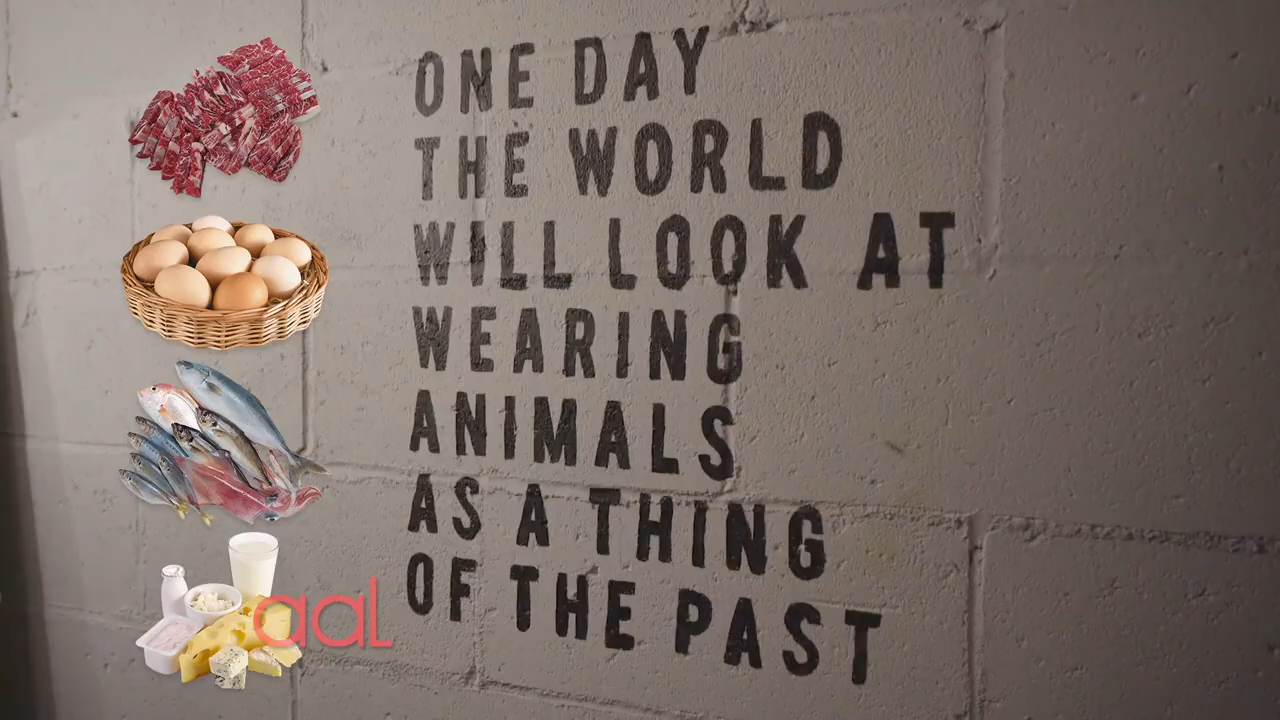 ONE DAY
THE WORLD
WILL LOOK AT
WEARING
ANIMALS
AS A THING
OF THE PAST
aal